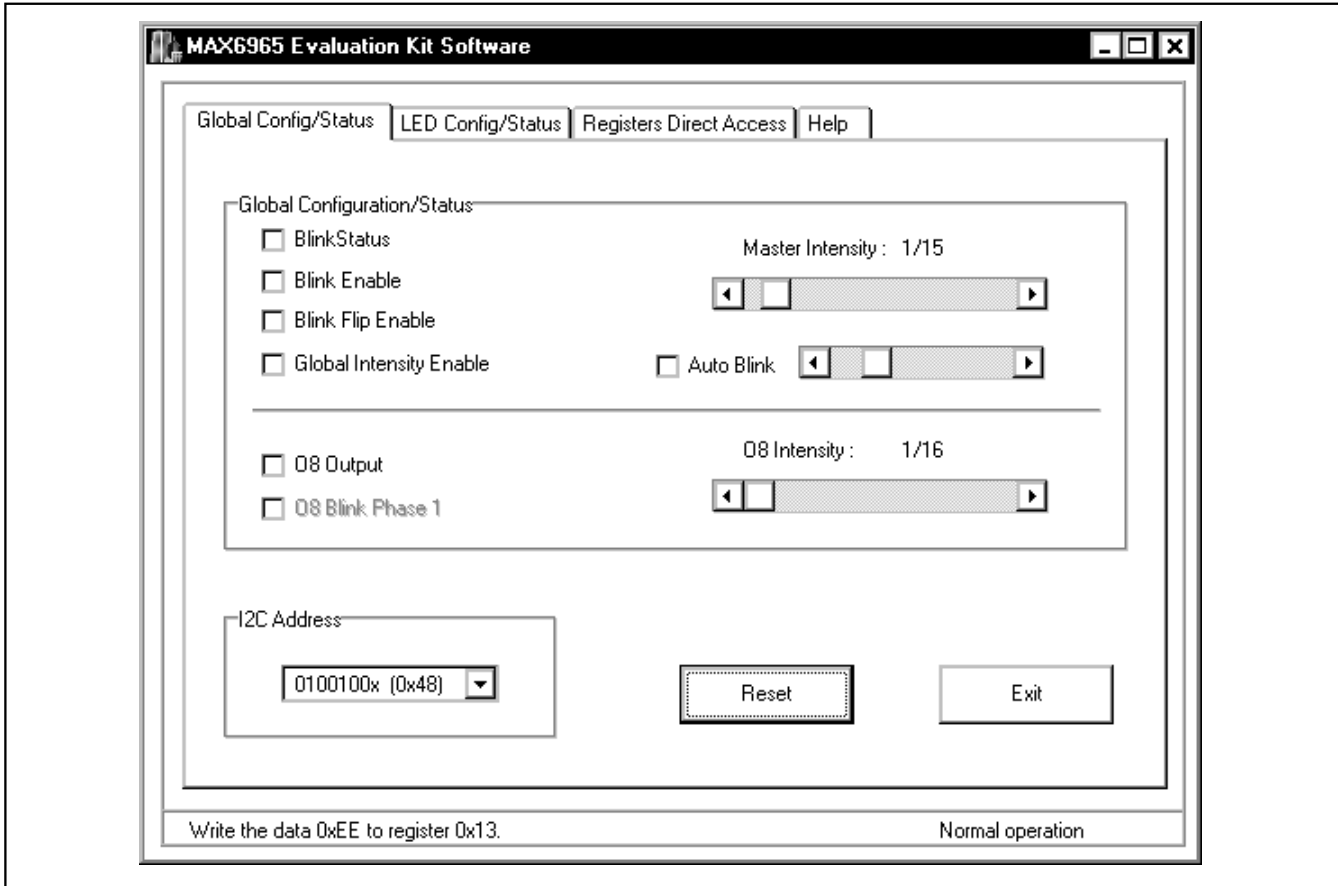 MAX6965 Evaluation Kit Software
Global Config/Status LED Config/Status Registers Direct Access Help
Global Configuration/Status
BlinkStatus
Blink Enable
Blink Flip Enable
Global Intensity Enable
Master Intensity : 1/15
Auto Blink
O8 Output
O8 Blink Phase 1
O8 Intensity : 1/16
I2C Address
0100100x (0x48)
Reset
Exit
Write the data 0xEE to register 0x13.
Normal operation